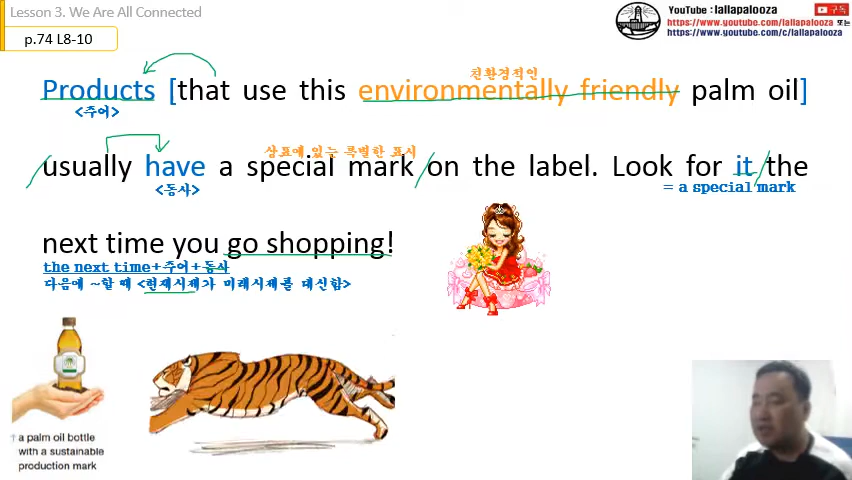 Lesson 3. We Are All Connected
YouTube : lallapalooza
구독
https://www.youtube.com/lallapalooza 또는
https://www.youtube.com/c/lallapalooza
p.74 L8-10
친환경적인
Products [that use this environmentally friendly palm oil]
<주어>
상표에 있는 특별한 표시
usually have a special mark on the label. Look for it the
<동사>
= a special mark
next time you go shopping!
the next time+주어+동사
다음에 ~할 때 <현재시제가 미래시제를 대신함>
↑ a palm oil bottle
with a sustainable
production mark